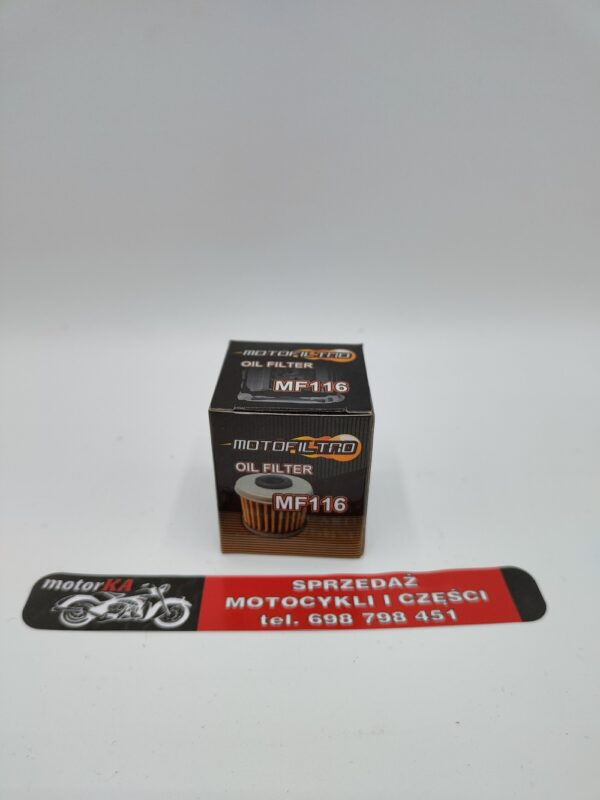 MOTOFILTRO
OIL FILTER
MF116
MOTOFILTRO
OIL FILTER
MF116
motorKA
SPRZEDAŻ
MOTOCYKLI I CZĘŚCI
tel. 698 798 451